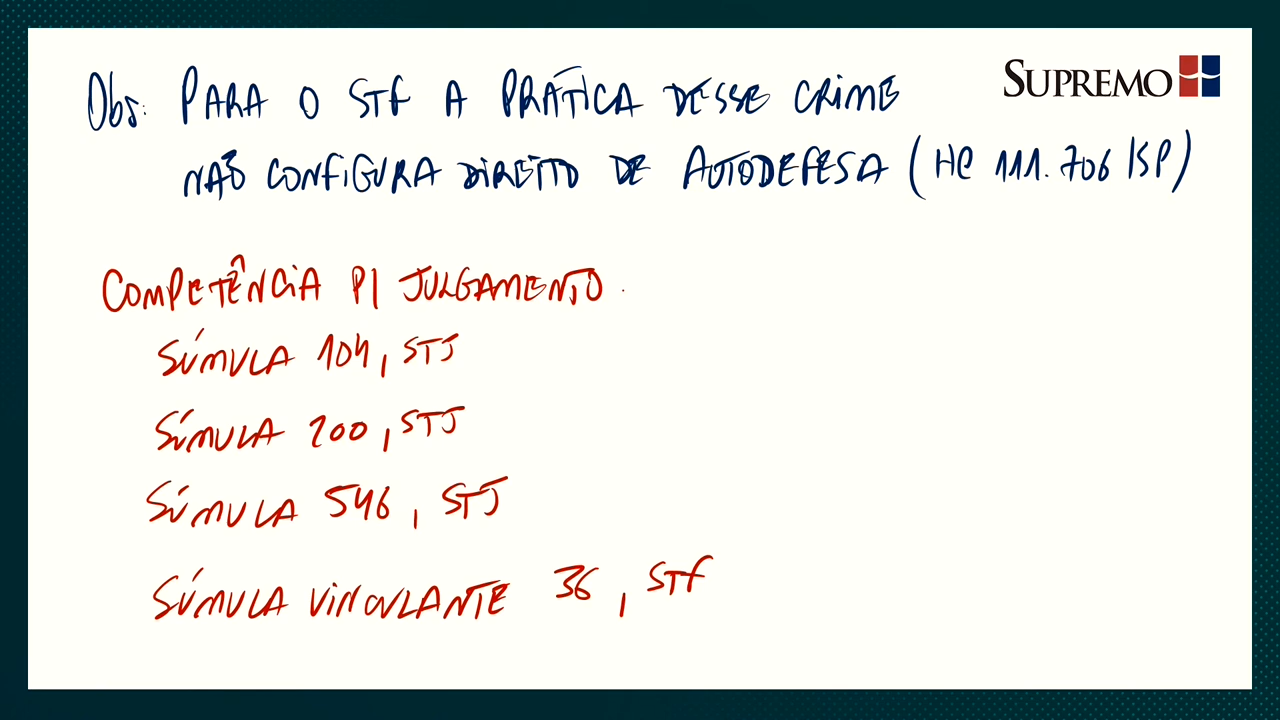 Obs: PARA O STF A PRÁTICA DESSE CRIME
SUPREMO
NÃO CONFIGURA DIREITO DE AUTODEFESA (HC 111.706/SP)
COMPETÊNCIA P/ JULGAMENTO.
SÚMULA 104, STJ
SÚMULA 200, STJ
SÚMULA 546, STJ
SÚMULA VINCULANTE 36, STF